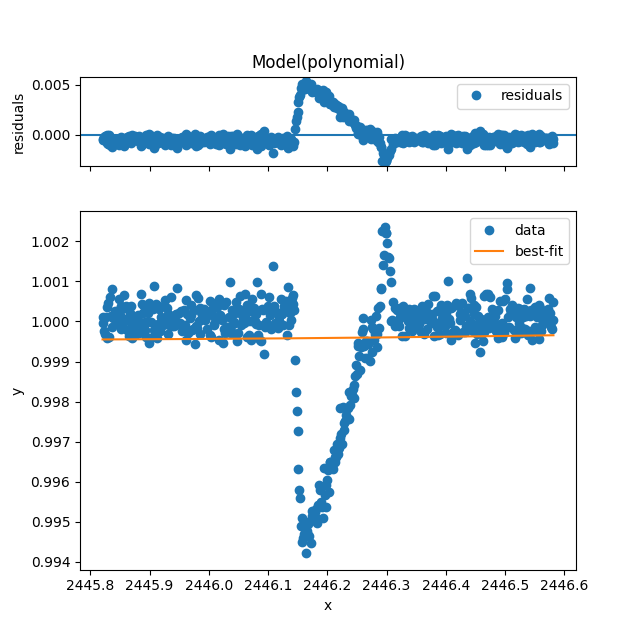 Model(polynomial)
0.005
0.000
residuals
residuals
1.002
1.001
1.000
0.999
0.998
0.997
0.996
0.995
0.994
y
data
best-fit
2445.8 2445.9 2446.0 2446.1 2446.2 2446.3 2446.4 2446.5 2446.6
x